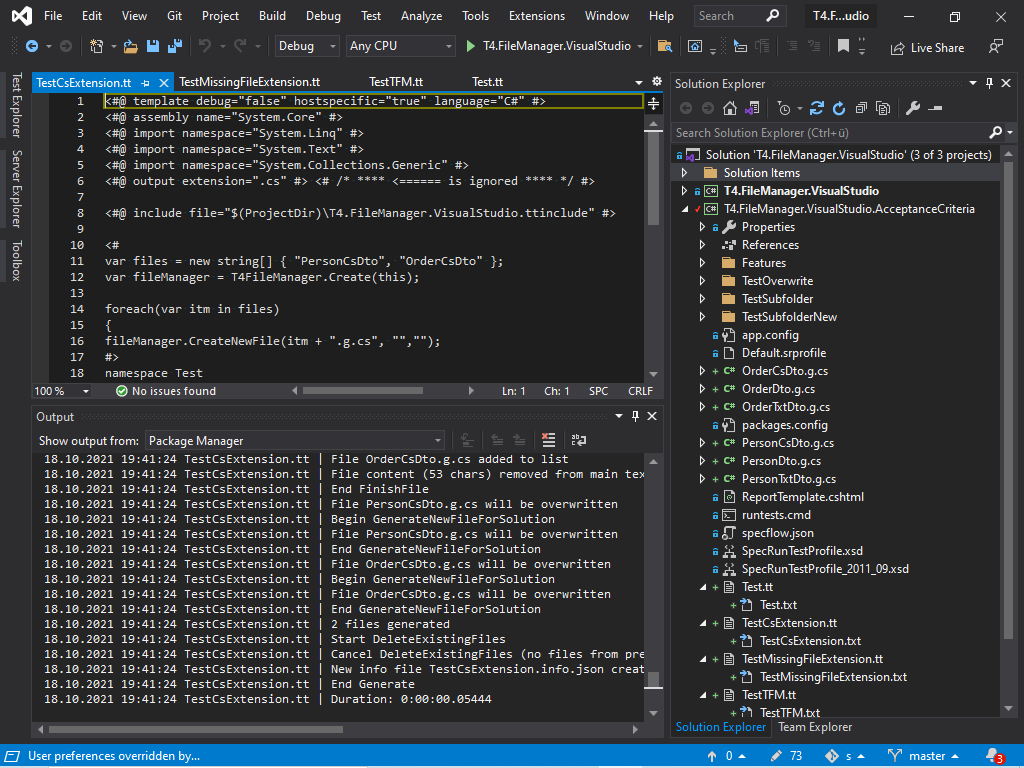 File Edit View Git Project Build Debug Test Analyze Tools Extensions Window Help Search T4.F...udio
Debug Any CPU T4.FileManager.VisualStudio Live Share
Test Explorer
Server Explorer
Toolbox
TestCsExtension.tt TestMissingFileExtension.tt TestTFM.tt Test.tt
1 <#@ template debug="false" hostspecific="true" language="C#" #>
2 <#@ assembly name="System.Core" #>
3 <#@ import namespace="System.Linq" #>
4 <#@ import namespace="System.Text" #>
5 <#@ import namespace="System.Collections.Generic" #>
6 <#@ output extension=".cs" #> <# /* **** <====== is ignored **** */ #>
7
8 <#@ include file="$(ProjectDir)\T4.FileManager.VisualStudio.ttinclude" #>
9
10 <#
11 var files = new string[] { "PersonCsDto", "OrderCsDto" };
12 var fileManager = T4FileManager.Create(this);
13
14 foreach(var itm in files)
15 {
16 fileManager.CreateNewFile(itm + ".g.cs", "","");
17 #>
18 namespace Test
100 % No issues found Ln: 1 Ch: 1 SPC CRLF
Output
Show output from: Package Manager
18.10.2021 19:41:24 TestCsExtension.tt | File OrderCsDto.g.cs added to list
18.10.2021 19:41:24 TestCsExtension.tt | File content (53 chars) removed from main tex
18.10.2021 19:41:24 TestCsExtension.tt | End FinishFile
18.10.2021 19:41:24 TestCsExtension.tt | File PersonCsDto.g.cs will be overwritten
18.10.2021 19:41:24 TestCsExtension.tt | Begin GenerateNewFileForSolution
18.10.2021 19:41:24 TestCsExtension.tt | File PersonCsDto.g.cs will be overwritten
18.10.2021 19:41:24 TestCsExtension.tt | End GenerateNewFileForSolution
18.10.2021 19:41:24 TestCsExtension.tt | File OrderCsDto.g.cs will be overwritten
18.10.2021 19:41:24 TestCsExtension.tt | Begin GenerateNewFileForSolution
18.10.2021 19:41:24 TestCsExtension.tt | File OrderCsDto.g.cs will be overwritten
18.10.2021 19:41:24 TestCsExtension.tt | End GenerateNewFileForSolution
18.10.2021 19:41:24 TestCsExtension.tt | 2 files generated
18.10.2021 19:41:24 TestCsExtension.tt | Start DeleteExistingFiles
18.10.2021 19:41:24 TestCsExtension.tt | Cancel DeleteExistingFiles (no files from pre
18.10.2021 19:41:24 TestCsExtension.tt | New info file TestCsExtension.info.json creat
18.10.2021 19:41:24 TestCsExtension.tt | End Generate
18.10.2021 19:41:24 TestCsExtension.tt | Duration: 0:00:00.05444
Solution Explorer
Search Solution Explorer (Ctrl+ü)
Solution 'T4.FileManager.VisualStudio' (3 of 3 projects)
Solution Items
C# T4.FileManager.VisualStudio
C# T4.FileManager.VisualStudio.AcceptanceCriteria
Properties
References
Features
TestOverwrite
TestSubfolder
TestSubfolderNew
app.config
Default.srprofile
+ C# OrderCsDto.g.cs
+ C# OrderDto.g.cs
+ C# OrderTxtDto.g.cs
packages.config
+ C# PersonCsDto.g.cs
+ C# PersonDto.g.cs
+ C# PersonTxtDto.g.cs
ReportTemplate.cshtml
runtests.cmd
specflow.json
SpecRunTestProfile.xsd
SpecRunTestProfile_2011_09.xsd
+ Test.tt
+ Test.txt
+ TestCsExtension.tt
+ TestCsExtension.txt
+ TestMissingFileExtension.tt
+ TestMissingFileExtension.txt
+ TestTFM.tt
+ TestTFM.txt
Solution Explorer Team Explorer
User preferences overridden by... 0 73 s master 3